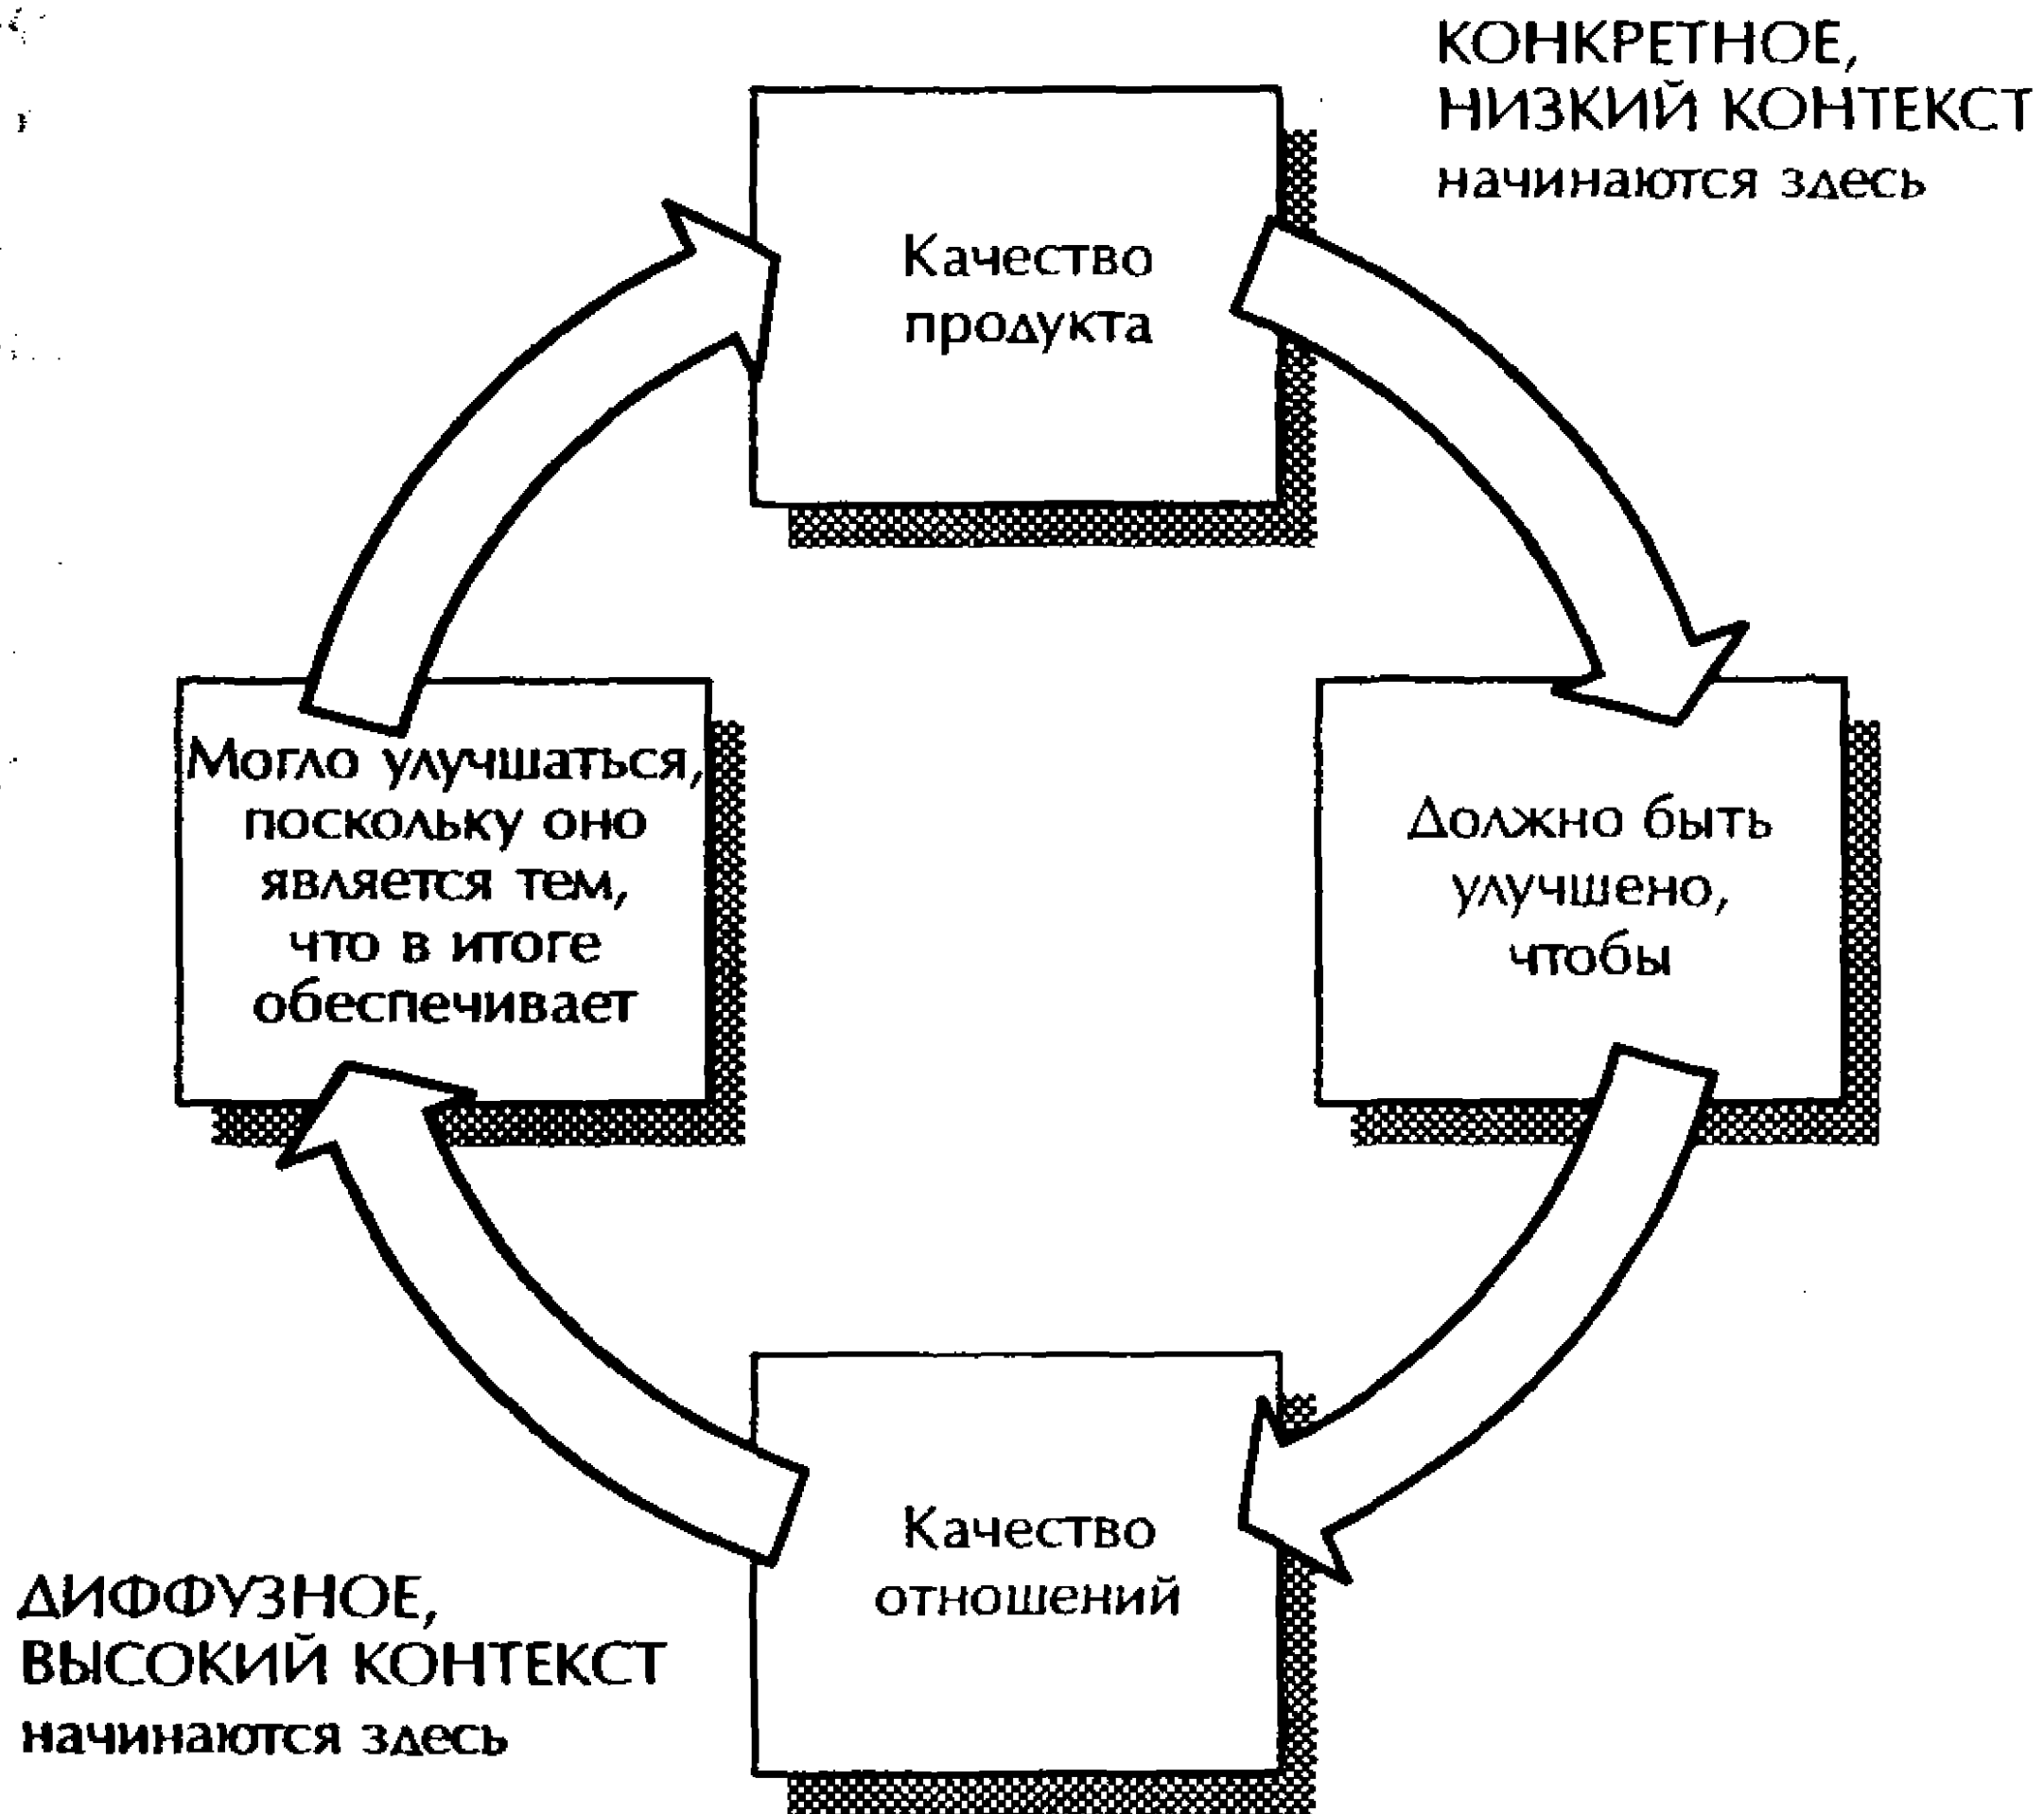 КОНКРЕТНОЕ,
НИЗКИЙ КОНТЕКСТ
начинаются здесь
Качество
продукта
Могло улучшаться,
поскольку оно
является тем,
что в итоге
обеспечивает
Должно быть
улучшено,
чтобы
Качество
отношений
ДИФФУЗНОЕ,
ВЫСОКИЙ КОНТЕКСТ
начинаются здесь